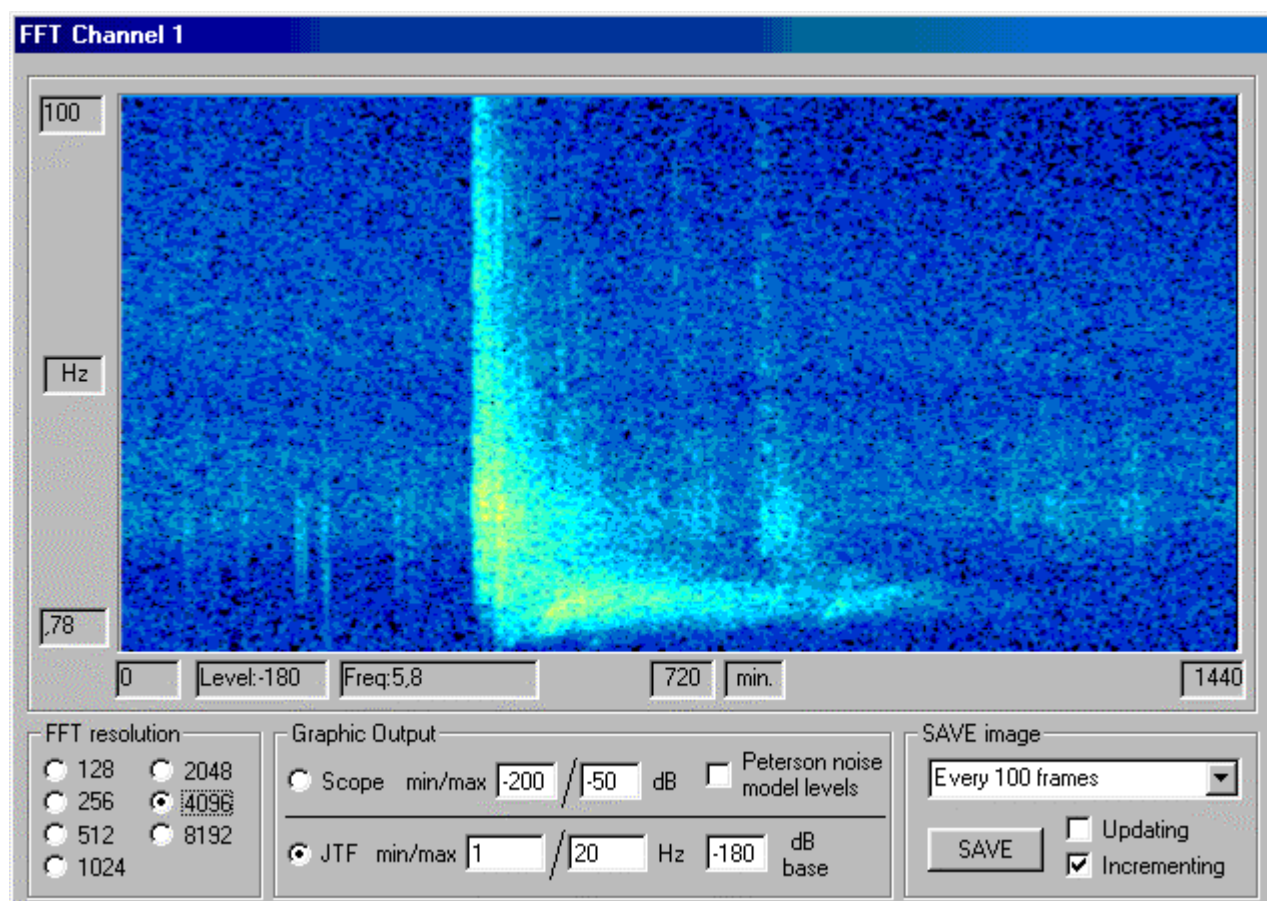 FFT Channel 1
100
Hz
,78
0 Level:-180 Freq:5,8 720 min. 1440
FFT resolution
128 2048
256 4096
512 8192
1024
Graphic Output
Scope min/max -200 / -50 dB Peterson noise
model levels
JTF min/max 1 / 20 Hz -180 dB
base
SAVE image
Every 100 frames
SAVE Updating
Incrementing